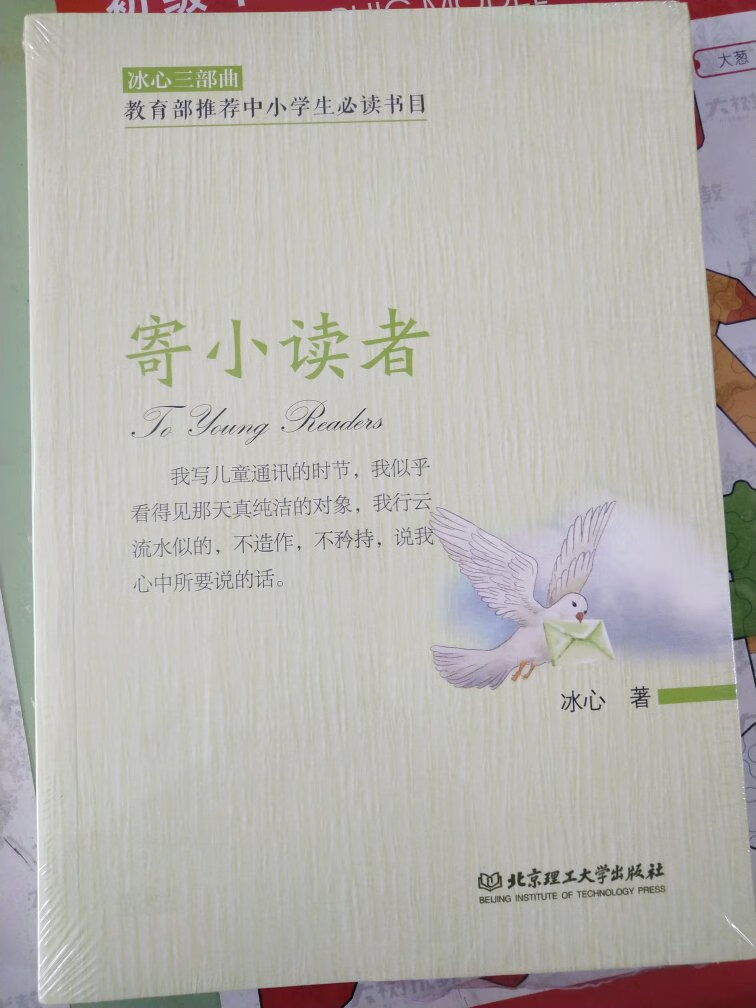 大葱
冰心三部曲
教育部推荐中小学生必读书目
寄小读者
To Young Readers
我写儿童通讯的时节，我似乎
看得见那天真纯洁的对象，我行云
流水似的，不造作，不矜持，说我
心中所要说的话。
冰心 著
北京理工大学出版社
BEIJING INSTITUTE OF TECHNOLOGY PRESS